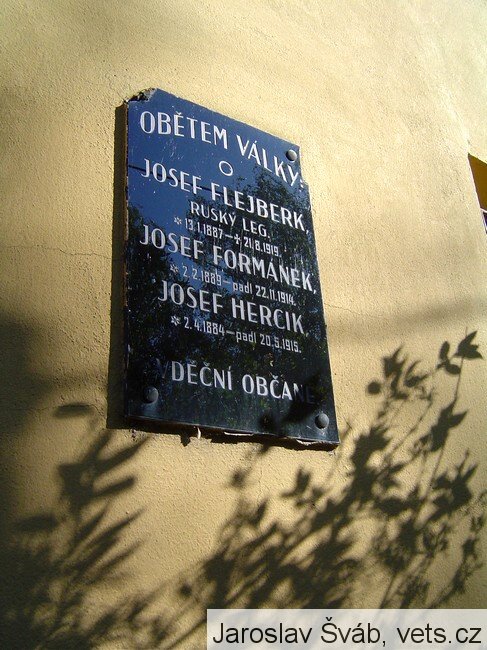 OBĚTEM VÁLKY
JOSEF FLEJBERK,
RUSKÝ LEG.
* 13.1.1887 – + 21.8.1919.
JOSEF FORMÁNEK,
* 2.2.1889 – padl 22.11.1914.
JOSEF HERCIK,
* 2.4.1884 – padl 20.5.1915.
VDĚČNÍ OBČANÉ
Jaroslav Šváb, vets.cz